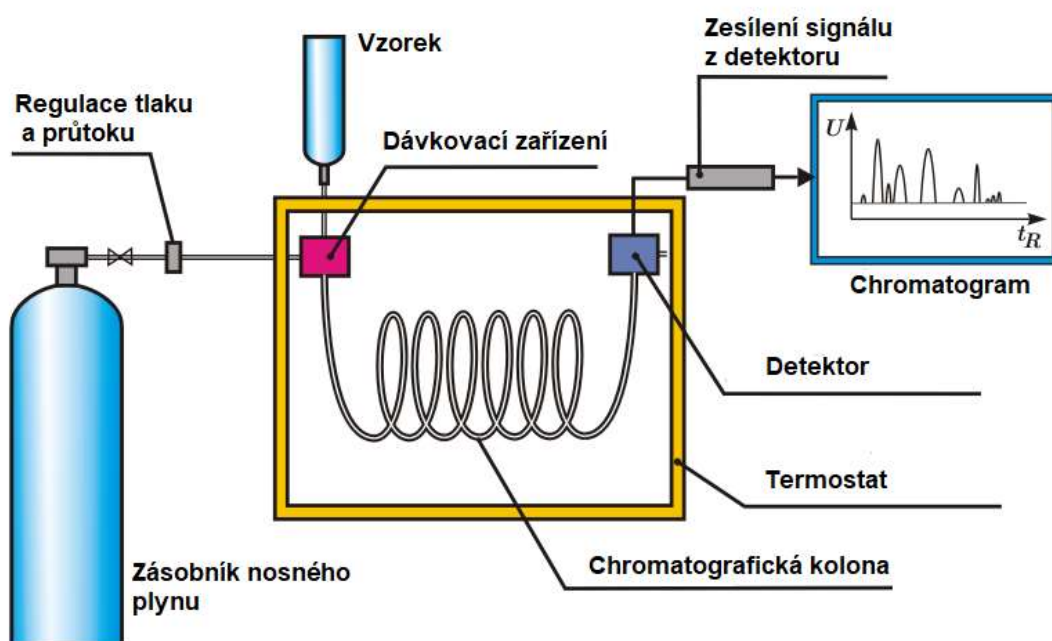 Zesílení signálu
z detektoru
Vzorek
Regulace tlaku
a průtoku
Dávkovací zařízení
U
t_R
Chromatogram
Detektor
Termostat
Chromatografická kolona
Zásobník nosného
plynu